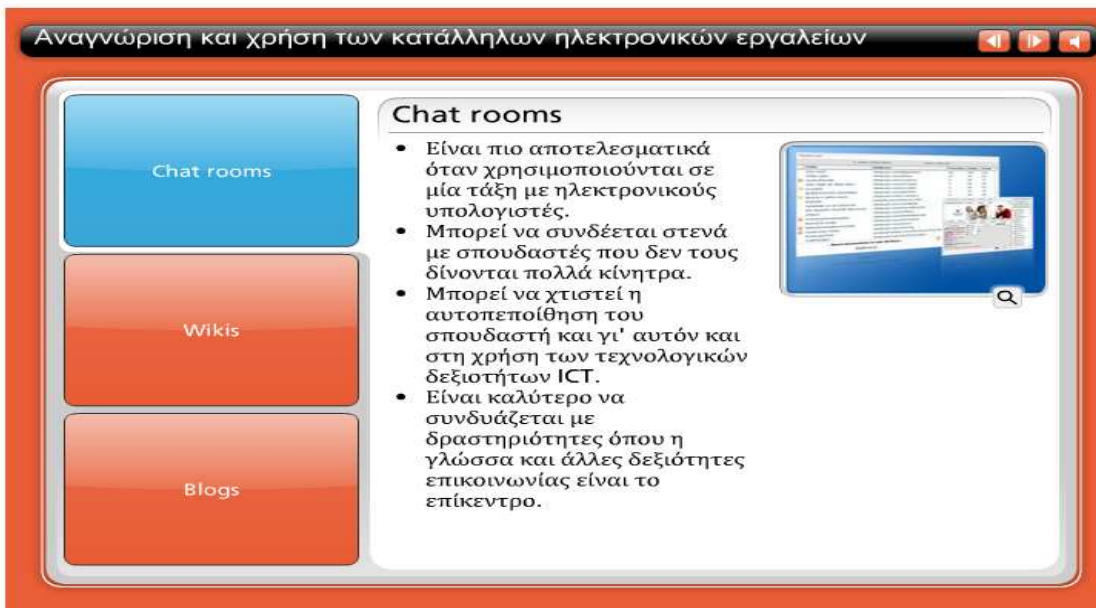 Αναγνώριση και χρήση των κατάλληλων ηλεκτρονικών εργαλείων
Chat rooms
Wikis
Blogs
Chat rooms
• Είναι πιο αποτελεσματικά
όταν χρησιμοποιούνται σε
μία τάξη με ηλεκτρονικούς
υπολογιστές.
• Μπορεί να συνδέεται στενά
με σπουδαστές που δεν τους
δίνονται πολλά κίνητρα.
• Μπορεί να χτιστεί η
αυτοπεποίθηση του
σπουδαστή και γι' αυτόν και
στη χρήση των τεχνολογικών
δεξιοτήτων ICT.
• Είναι καλύτερο να
συνδυάζεται με
δραστηριότητες όπου η
γλώσσα και άλλες δεξιότητες
επικοινωνίας είναι το
επίκεντρο.